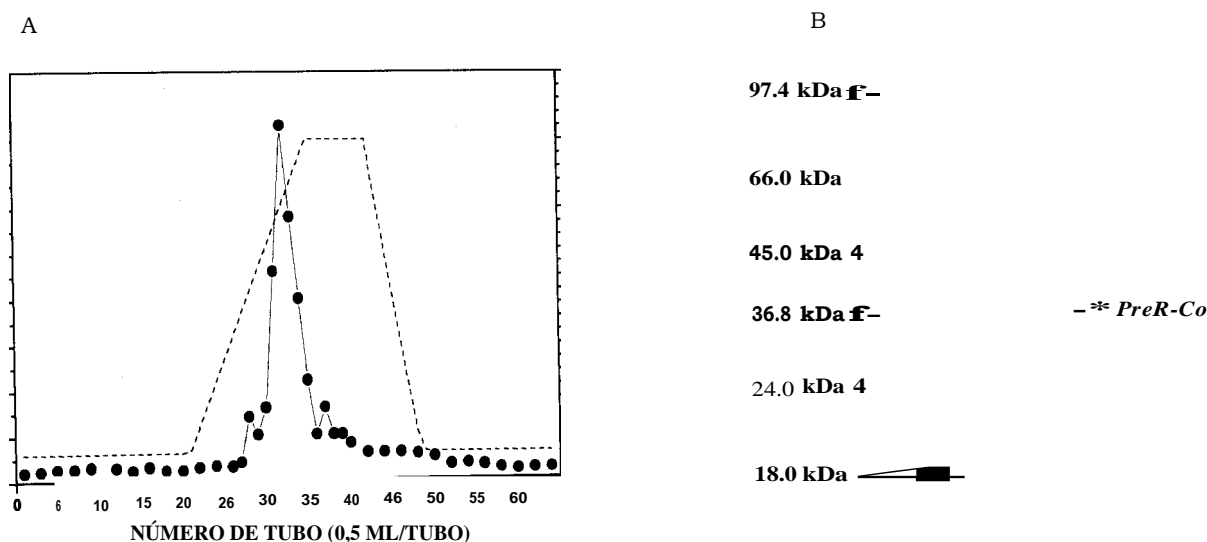 A
B
97.4 kDa f–
66.0 kDa
45.0 kDa 4
36.8 kDa f–
–* PreR-Co
24.0 kDa 4
18.0 kDa
0 6 10 15 20 26 30 35 40 46 50 60
NÚMERO DE TUBO (0,5 ML/TUBO)